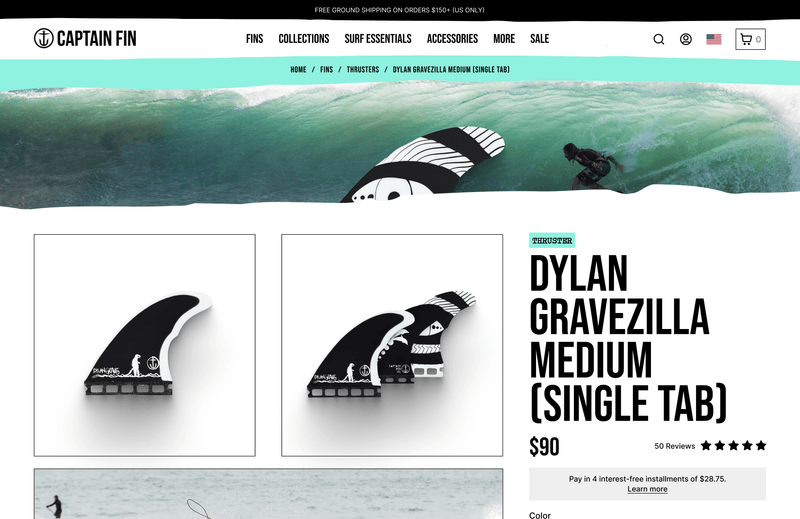 FREE GROUND SHIPPING ON ORDERS $150+ (US ONLY)
CAPTAIN FIN
FINS COLLECTIONS SURF ESSENTIALS ACCESSORIES MORE SALE
0
HOME / FINS / THRUSTERS / DYLAN GRAVEZILLA MEDIUM (SINGLE TAB)
THRUSTER
DYLAN
GRAVEZILLA
MEDIUM
(SINGLE TAB)
$90
50 Reviews
Pay in 4 interest-free installments of $28.75.
Learn more
Color